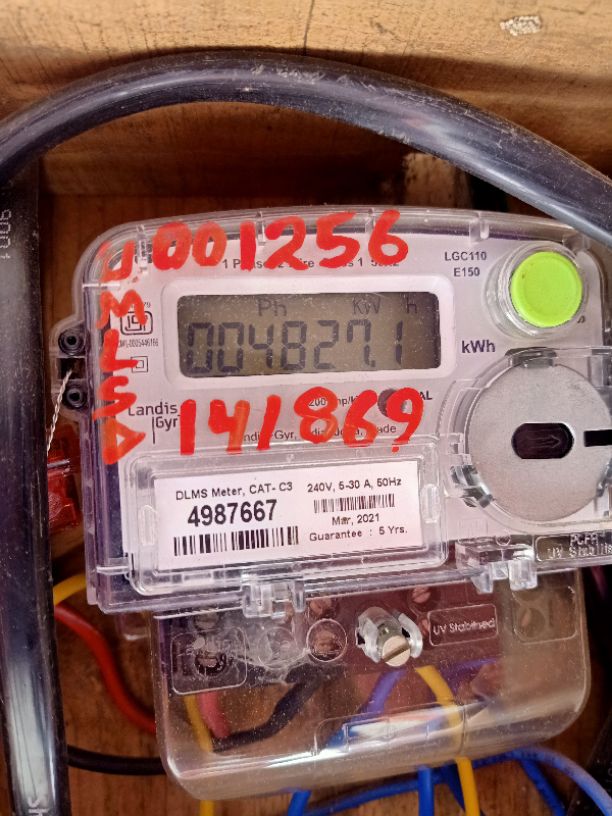 001256
LGC110
E150
Ph kW h
004827.1
kWh
Landis
Gyr
141869
DLMS Meter, CAT- C3
240V, 5-30 A, 50Hz
4987667
Mar, 2021
Guarantee : 5 Yrs.
UV Stabilised